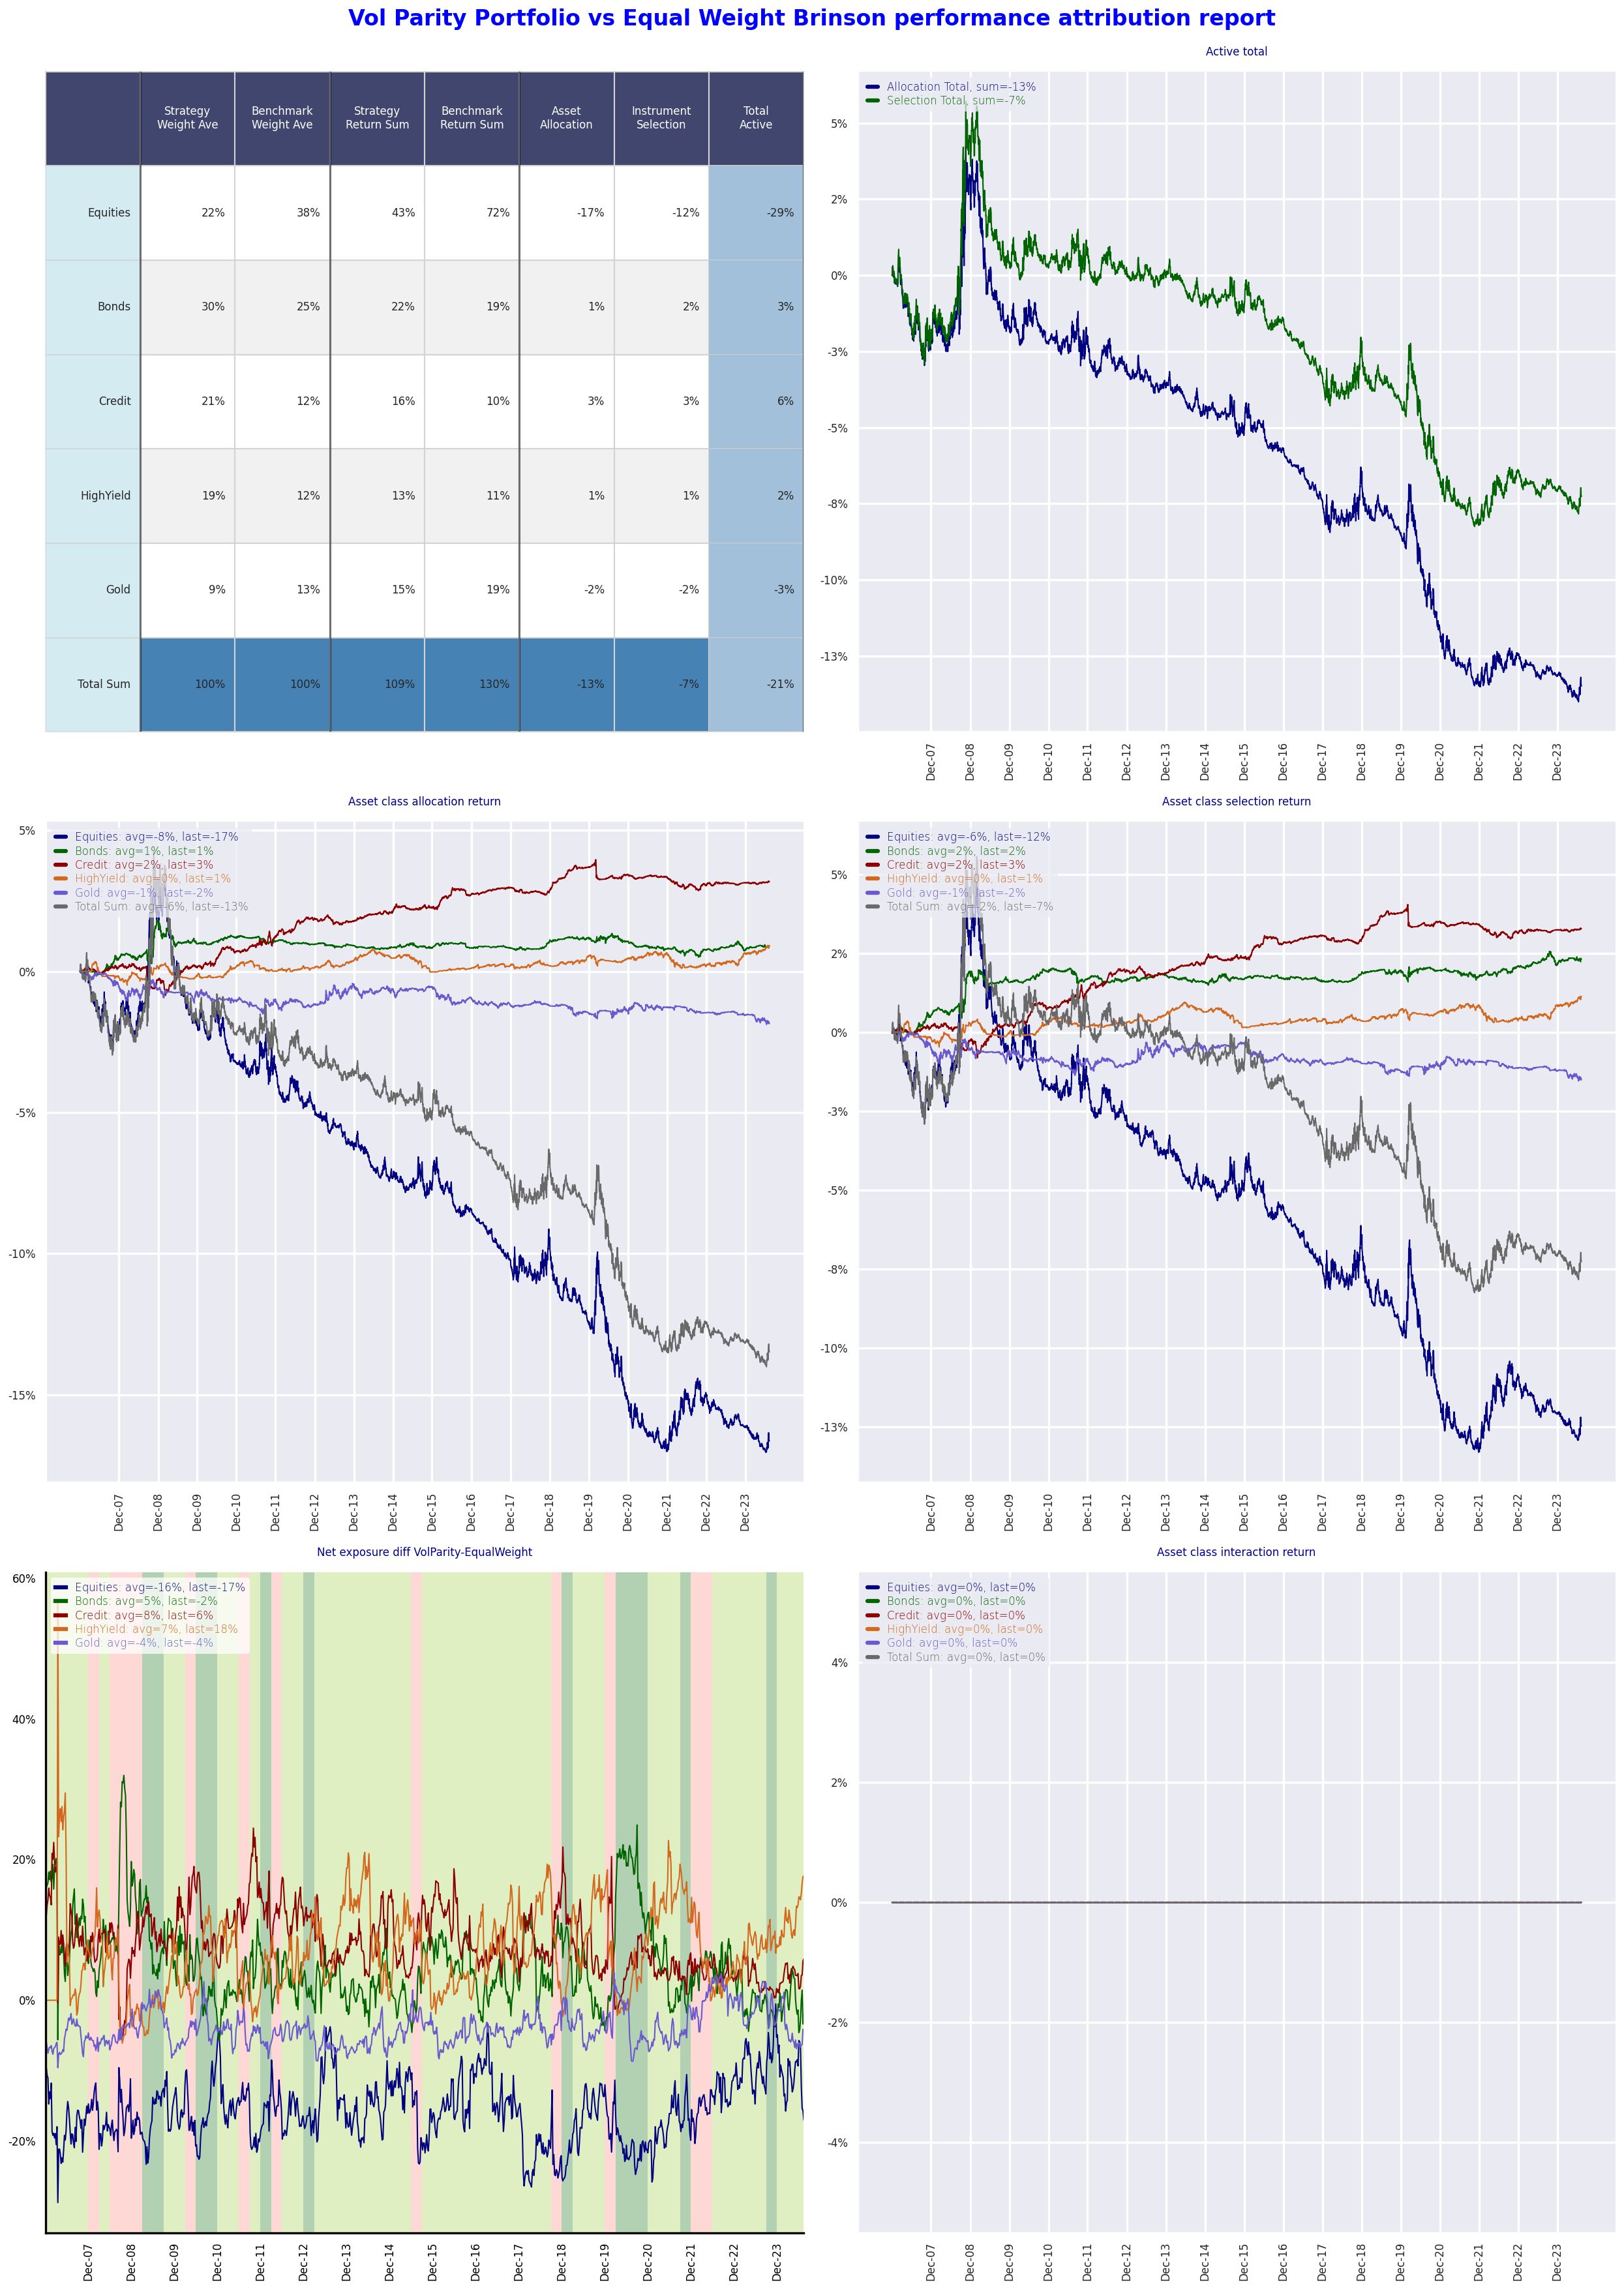 Vol Parity Portfolio vs Equal Weight Brinson performance attribution report
Strategy Weight Ave
Benchmark Weight Ave
Strategy Return Sum
Benchmark Return Sum
Asset Allocation
Instrument Selection
Total Active
Equities 22% 38% 43% 72% -17% -12% -29%
Bonds 30% 25% 22% 19% 1% 2% 3%
Credit 21% 12% 16% 10% 3% 3% 6%
HighYield 19% 12% 13% 11% 1% 1% 2%
Gold 9% 13% 15% 19% -2% -2% -3%
Total Sum 100% 100% 109% 130% -13% -7% -21%
Active total
Allocation Total, sum=-13%
Selection Total, sum=-7%
5%
2%
0%
-3%
-5%
-8%
-10%
-13%
Dec-07 Dec-08 Dec-09 Dec-10 Dec-11 Dec-12 Dec-13 Dec-14 Dec-15 Dec-16 Dec-17 Dec-18 Dec-19 Dec-20 Dec-21 Dec-22 Dec-23
Asset class allocation return
Equities: avg=-8%, last=-17%
Bonds: avg=1%, last=1%
Credit: avg=2%, last=3%
HighYield: avg=0%, last=1%
Gold: avg=-1%, last=-2%
Total Sum: avg=-6%, last=-13%
5%
0%
-5%
-10%
-15%
Dec-07 Dec-08 Dec-09 Dec-10 Dec-11 Dec-12 Dec-13 Dec-14 Dec-15 Dec-16 Dec-17 Dec-18 Dec-19 Dec-20 Dec-21 Dec-22 Dec-23
Asset class selection return
Equities: avg=-6%, last=-12%
Bonds: avg=2%, last=2%
Credit: avg=2%, last=3%
HighYield: avg=0%, last=1%
Gold: avg=-1%, last=-2%
Total Sum: avg=-2%, last=-7%
5%
2%
0%
-3%
-5%
-8%
-10%
-13%
Dec-07 Dec-08 Dec-09 Dec-10 Dec-11 Dec-12 Dec-13 Dec-14 Dec-15 Dec-16 Dec-17 Dec-18 Dec-19 Dec-20 Dec-21 Dec-22 Dec-23
Net exposure diff VolParity-EqualWeight
Equities: avg=-16%, last=-17%
Bonds: avg=5%, last=-2%
Credit: avg=8%, last=6%
HighYield: avg=7%, last=18%
Gold: avg=-4%, last=-4%
60%
40%
20%
0%
-20%
Dec-07 Dec-08 Dec-09 Dec-10 Dec-11 Dec-12 Dec-13 Dec-14 Dec-15 Dec-16 Dec-17 Dec-18 Dec-19 Dec-20 Dec-21 Dec-22 Dec-23
Asset class interaction return
Equities: avg=0%, last=0%
Bonds: avg=0%, last=0%
Credit: avg=0%, last=0%
HighYield: avg=0%, last=0%
Gold: avg=0%, last=0%
Total Sum: avg=0%, last=0%
4%
2%
0%
-2%
-4%
Dec-07 Dec-08 Dec-09 Dec-10 Dec-11 Dec-12 Dec-13 Dec-14 Dec-15 Dec-16 Dec-17 Dec-18 Dec-19 Dec-20 Dec-21 Dec-22 Dec-23